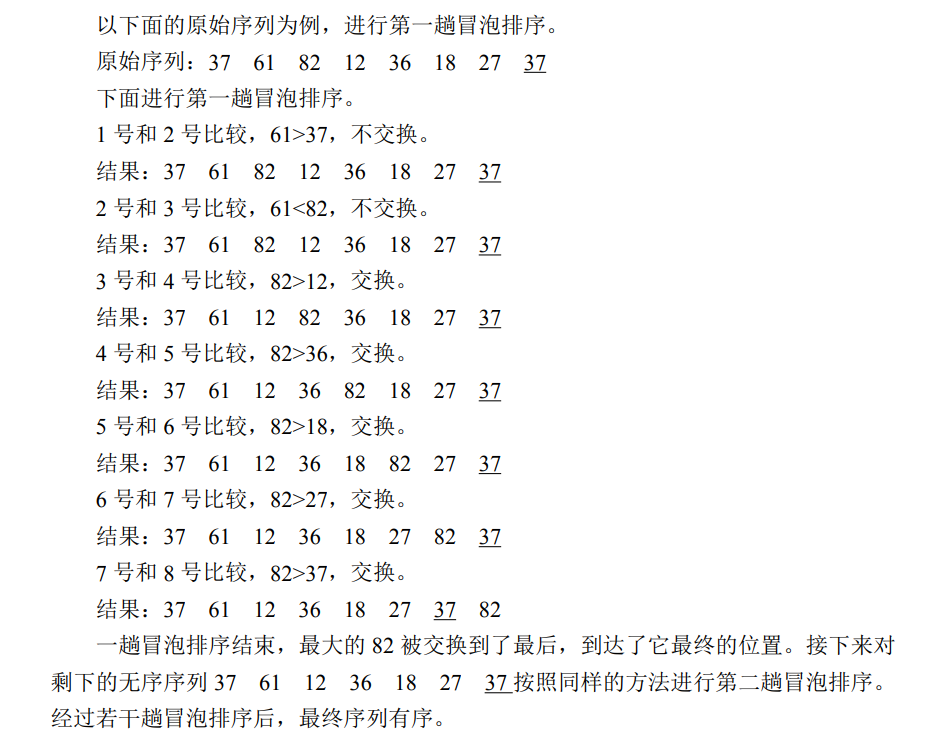 以下面的原始序列为例，进行第一趟冒泡排序。
原始序列：37 61 82 12 36 18 27 37
下面进行第一趟冒泡排序。
1 号和 2 号比较，61>37，不交换。
结果：37 61 82 12 36 18 27 37
2 号和 3 号比较，61<82，不交换。
结果：37 61 82 12 36 18 27 37
3 号和 4 号比较，82>12，交换。
结果：37 61 12 82 36 18 27 37
4 号和 5 号比较，82>36，交换。
结果：37 61 12 36 82 18 27 37
5 号和 6 号比较，82>18，交换。
结果：37 61 12 36 18 82 27 37
6 号和 7 号比较，82>27，交换。
结果：37 61 12 36 18 27 82 37
7 号和 8 号比较，82>37，交换。
结果：37 61 12 36 18 27 37 82
一趟冒泡排序结束，最大的 82 被交换到了最后，到达了它最终的位置。接下来对
剩下的无序序列 37 61 12 36 18 27 37 按照同样的方法进行第二趟冒泡排序。
经过若干趟冒泡排序后，最终序列有序。